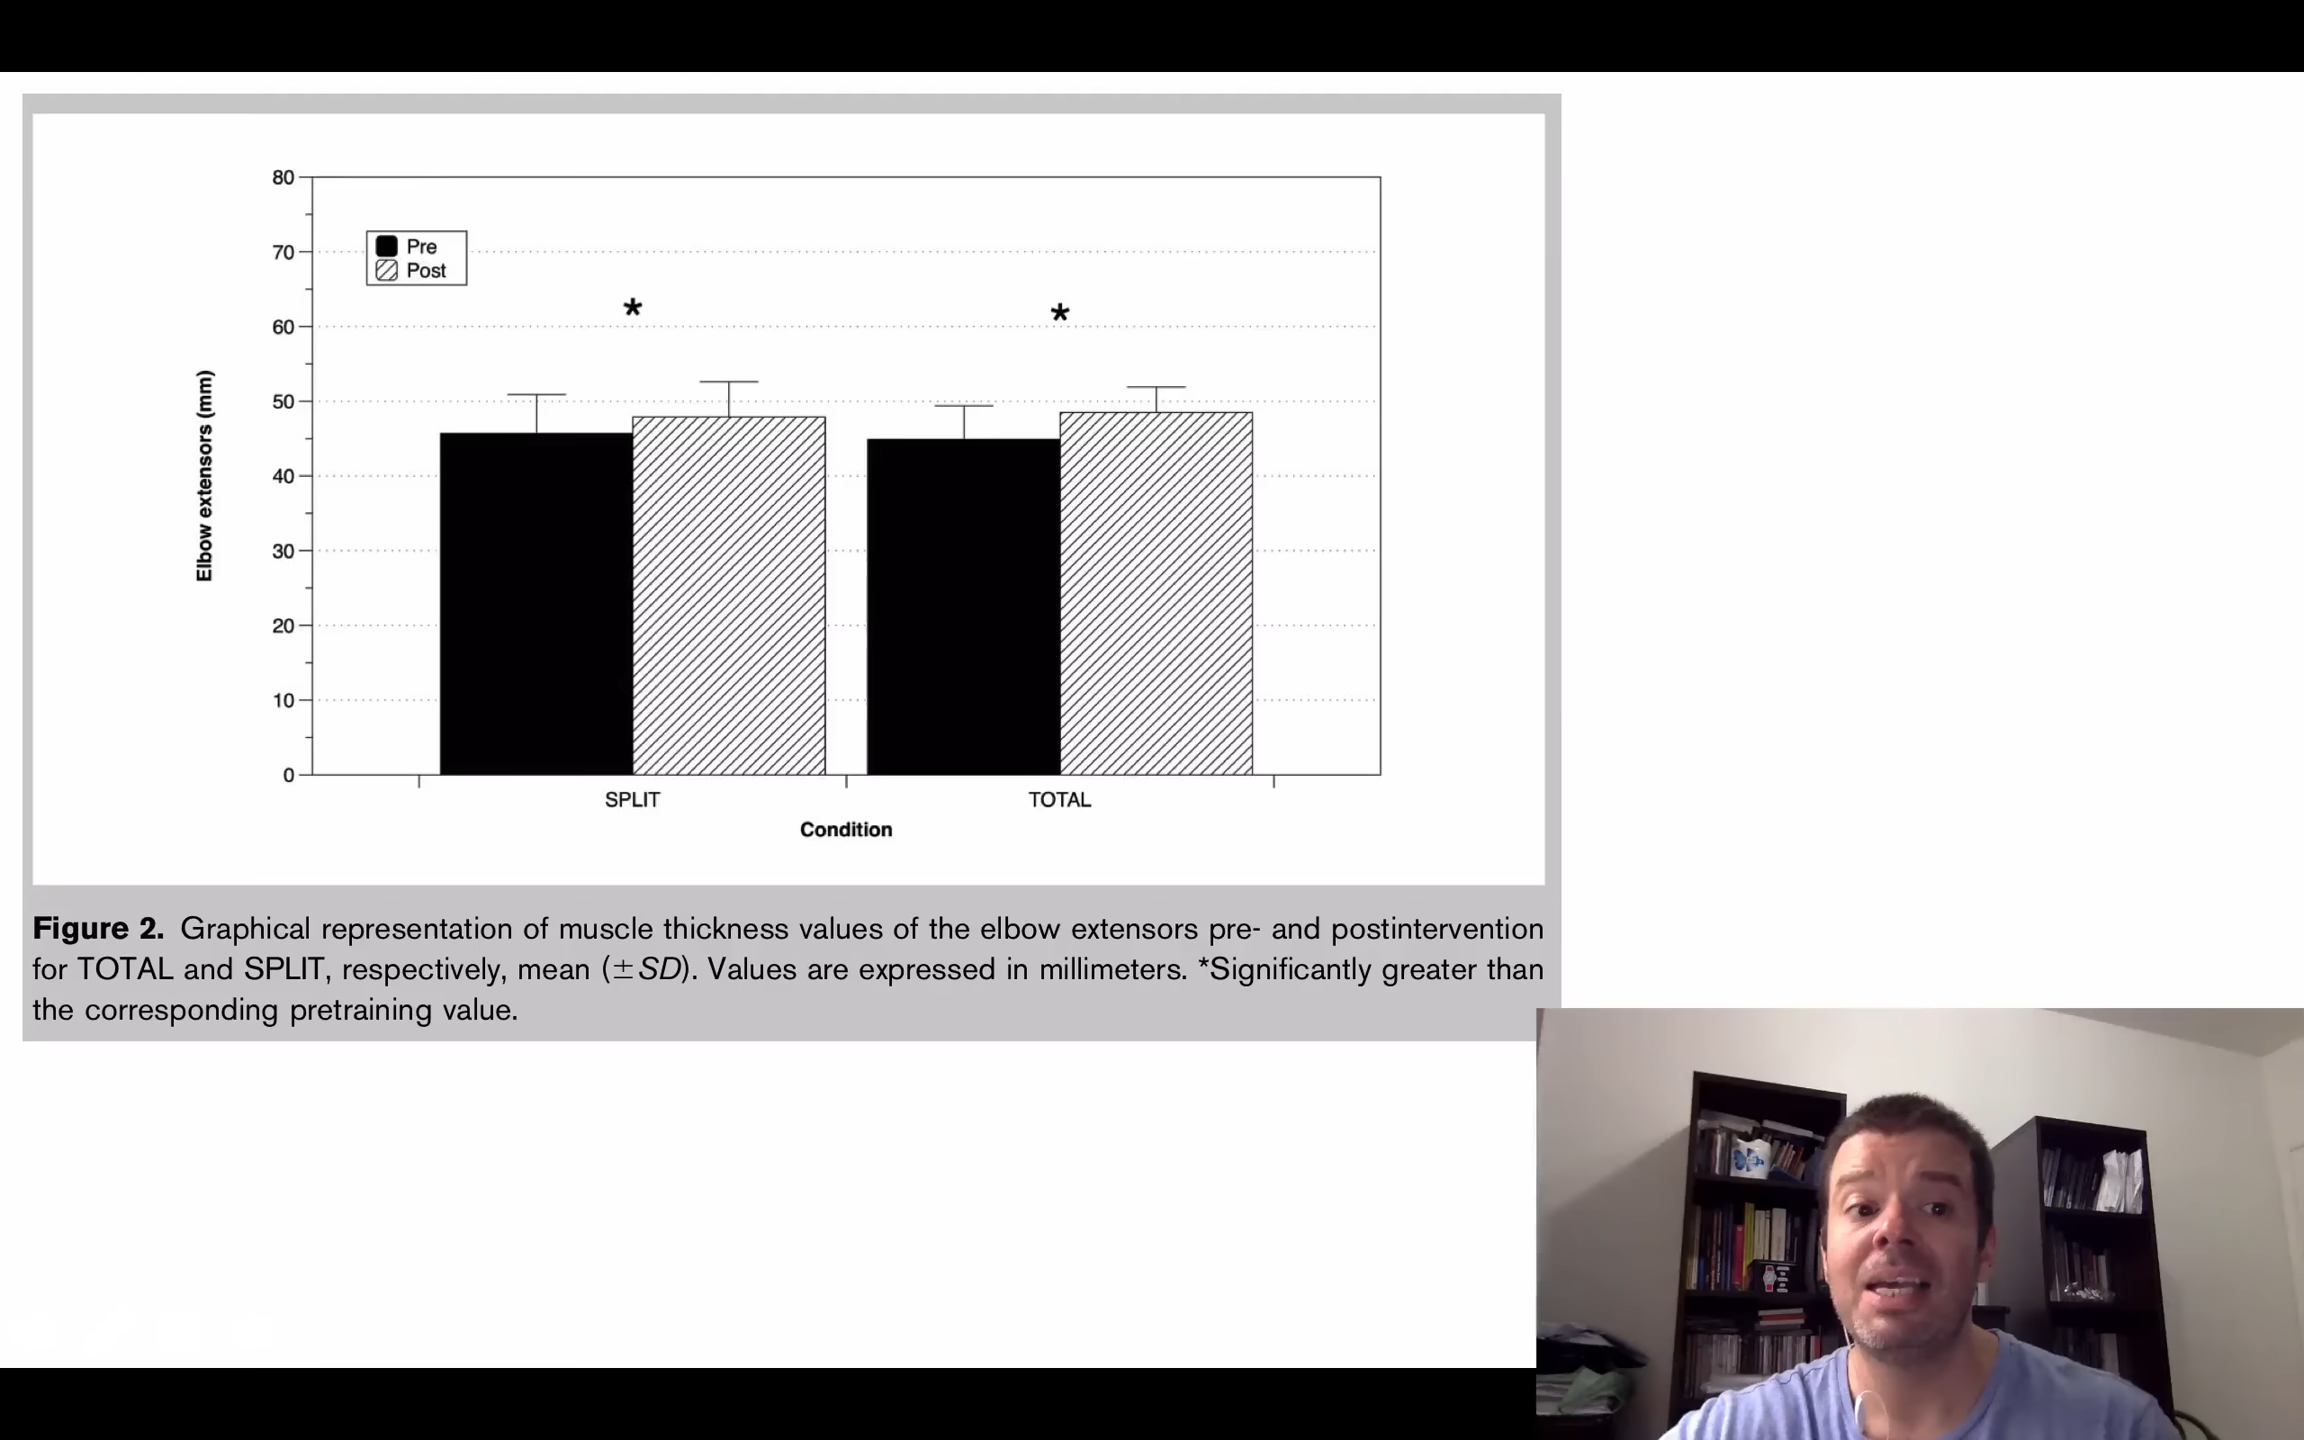 80
70
60
50
40
30
20
10
0
Pre
Post
*
*
Elbow extensors (mm)
SPLIT
TOTAL
Condition
Figure 2. Graphical representation of muscle thickness values of the elbow extensors pre- and postintervention
for TOTAL and SPLIT, respectively, mean (±SD). Values are expressed in millimeters. *Significantly greater than
the corresponding pretraining value.